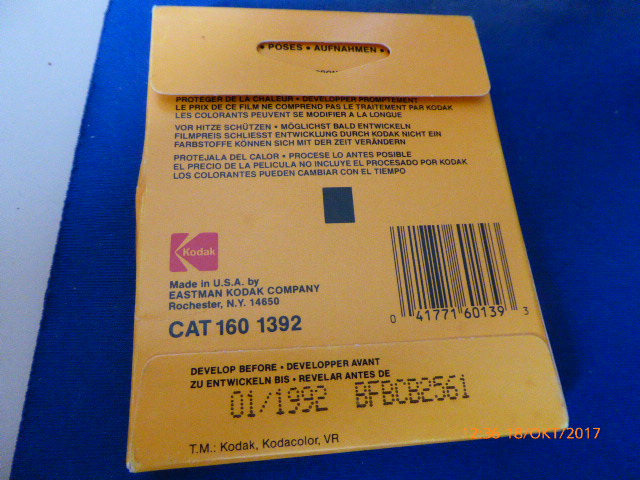 • POSES • AUFNAHMEN •
PROTEGER DE LA CHALEUR • DEVELOPPER PROMPTEMENT
LE PRIX DE CE FILM NE COMPREND PAS LE TRAITEMENT PAR KODAK
LES COLORANTS PEUVENT SE MODIFIER A LA LONGUE
VOR HITZE SCHÜTZEN • MÖGLICHST BALD ENTWICKELN
FILMPREIS SCHLIESST ENTWICKLUNG DURCH KODAK NICHT EIN
FARBSTOFFE KÖNNEN SICH MIT DER ZEIT VERÄNDERN
PROTEJALA DEL CALOR • PROCESE LO ANTES POSIBLE
EL PRECIO DE LA PELICULA NO INCLUYE EL PROCESADO POR KODAK
LOS COLORANTES PUEDEN CAMBIAR CON EL TIEMPO
Kodak
Made in U.S.A. by
EASTMAN KODAK COMPANY
Rochester, N.Y. 14650
CAT 160 1392
0 41771 60139 3
DEVELOP BEFORE • DEVELOPPER AVANT
ZU ENTWICKELN BIS • REVELAR ANTES DE
01/1992 BFBCB2561
T.M.: Kodak, Kodacolor, VR
18/OKT/2017